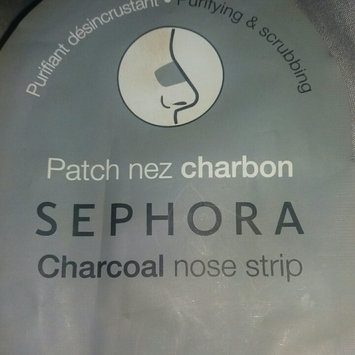 Purifiant désincrustant • Purifying & scrubbing
Patch nez charbon
SEPHORA
Charcoal nose strip